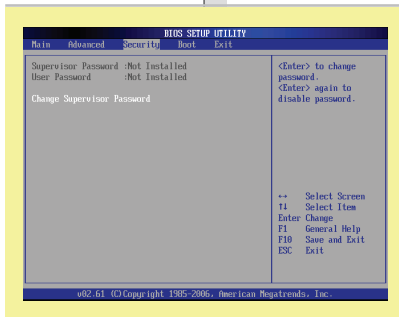 BIOS SETUP UTILITY
Main Advanced Security Boot Exit
Supervisor Password :Not Installed
User Password :Not Installed
Change Supervisor Password
<Enter> to change
password.
<Enter> again to
disable password.
↔ Select Screen
↑↓ Select Item
Enter Change
F1 General Help
F10 Save and Exit
ESC Exit
v02.61 (C)Copyright 1985-2006, American Megatrends, Inc.